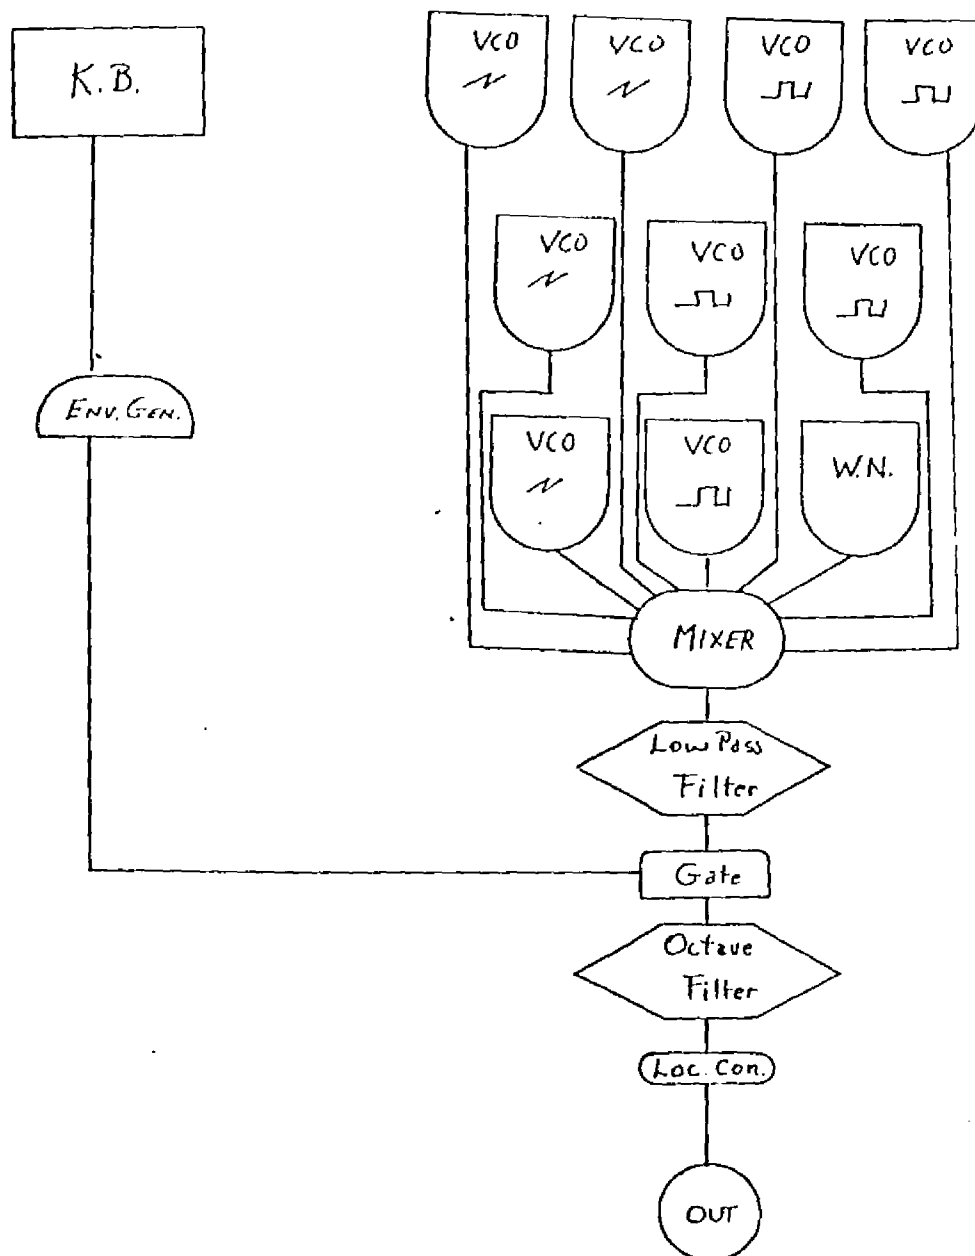 K.B.
VCO
VCO
VCO
VCO
VCO
VCO
VCO
ENV. GEN.
VCO
VCO
W.N.
MIXER
Low Pass
Filter
Gate
Octave
Filter
Loc. Con.
OUT